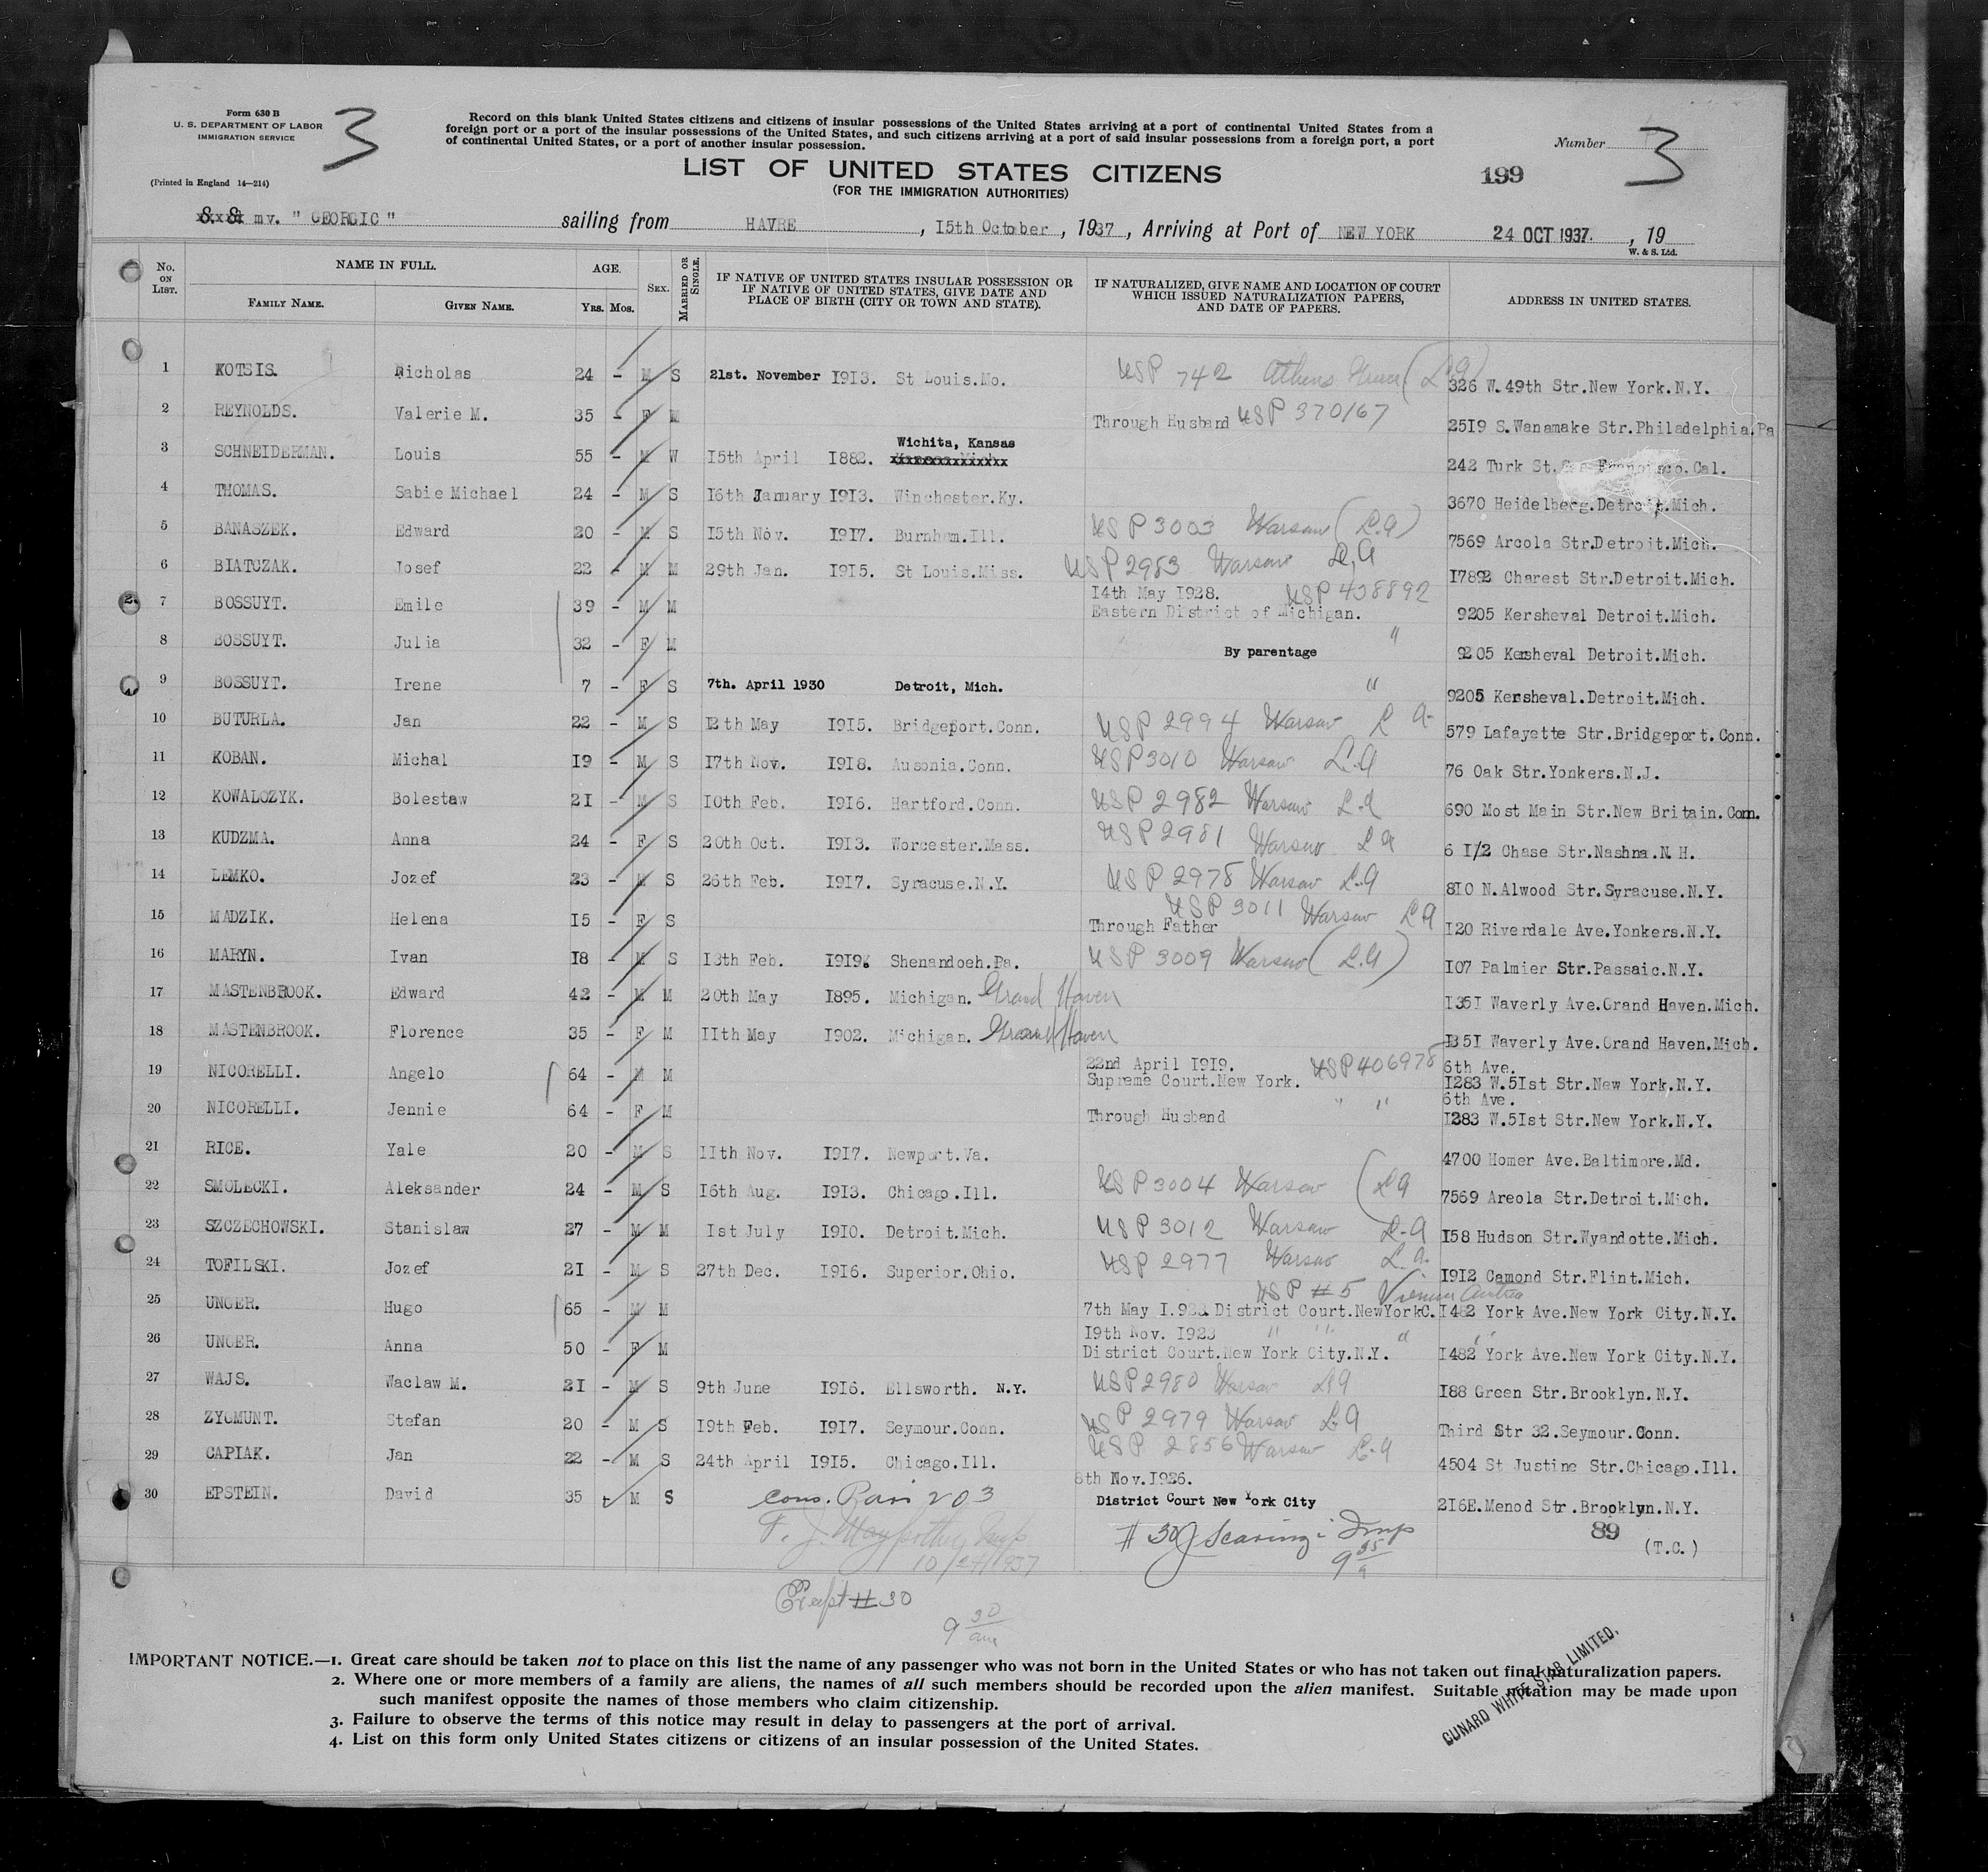 Form 630 B
U. S. DEPARTMENT OF LABOR
IMMIGRATION SERVICE
(Printed in England 14—214)
3
Record on this blank United States citizens and citizens of insular possessions of the United States arriving at a port of continental United States from a
foreign port or a port of the insular possessions of the United States, and such citizens arriving at a port of said insular possessions from a foreign port, a port
of continental United States, or a port of another insular possession.
Number 3
LIST OF UNITED STATES CITIZENS
(FOR THE IMMIGRATION AUTHORITIES)
199
mv. "GEORGIC" sailing from HAVRE, 15th October, 1937, Arriving at Port of NEW YORK 24 OCT 1937., 19
W. & S. Ltd.
No. ON LIST. NAME IN FULL. FAMILY NAME. GIVEN NAME. AGE. Yrs. Mos. SEX. MARRIED OR SINGLE. IF NATIVE OF UNITED STATES INSULAR POSSESSION OR IF NATIVE OF UNITED STATES, GIVE DATE AND PLACE OF BIRTH (CITY OR TOWN AND STATE). IF NATURALIZED, GIVE NAME AND LOCATION OF COURT WHICH ISSUED NATURALIZATION PAPERS, AND DATE OF PAPERS. ADDRESS IN UNITED STATES.
1 KOTSIS. Nicholas 24 - M S 21st. November 1913. St Louis.Mo. USP 742 Athens Greece (L.A) 326 W.49th Str.New York.N.Y.
2 REYNOLDS. Valerie M. 35 - F M Through Husband USP 370167 2519 S.Wanamake Str.Philadelphia.Pa
3 SCHNEIDERMAN. Louis 55 - M W 15th April 1882. Wichita, Kansas 242 Turk St.San Francisco.Cal.
4 THOMAS. Sabie Michael 24 - M S 16th January 1913. Winchester.Ky. 3670 Heidelberg.Detroit.Mich.
5 BANASZEK. Edward 20 - M S 15th Nov. 1917. Burnham.Ill. USP 3003 Warsaw (L.A) 7569 Arcola Str.Detroit.Mich.
6 BIATCZAK. Josef 22 - M M 29th Jan. 1915. St Louis.Miss. USP 2983 Warsaw L.A 17892 Charest Str.Detroit.Mich.
7 BOSSUYT. Emile 39 - M M 14th May 1928. USP 408892 Eastern District of Michigan. 9205 Kersheval Detroit.Mich.
8 BOSSUYT. Julia 32 - F M By parentage " 9205 Kersheval Detroit.Mich.
9 BOSSUYT. Irene 7 - F S 7th. April 1930 Detroit, Mich. " 9205 Kersheval.Detroit.Mich.
10 BUTURLA. Jan 22 - M S 12th May 1915. Bridgeport.Conn. USP 2994 Warsaw L A- 579 Lafayette Str.Bridgeport.Conn.
11 KOBAN. Michal 19 - M S 17th Nov. 1918. Ausonia.Conn. USP 3010 Warsaw L.A 76 Oak Str.Yonkers.N.J.
12 KOWALCZYK. Bolestaw 21 - M S 10th Feb. 1916. Hartford.Conn. USP 2982 Warsaw L.A 690 Most Main Str.New Britain.Conn.
13 KUDZMA. Anna 24 - F S 20th Oct. 1913. Worcester.Mass. USP 2981 Warsaw L A 6 1/2 Chase Str.Nashna.N H.
14 LEMKO. Jozef 23 - M S 26th Feb. 1917. Syracuse.N.Y. USP 2978 Warsaw L.A 810 N.Alwood Str.Syracuse.N.Y.
15 MADZIK. Helena 15 - F S USP 3011 Warsaw L A Through Father 120 Riverdale Ave.Yonkers.N.Y.
16 MARYN. Ivan 18 - M S 13th Feb. 1919. Shenandoeh.Pa. USP 3009 Warsaw (L.A) 107 Palmier Str.Passaic.N.Y.
17 MASTENBROOK. Edward 42 - M M 20th May 1895. Michigan. Grand Haven 1351 Waverly Ave.Grand Haven.Mich.
18 MASTENBROOK. Florence 35 - F M 11th May 1902. Michigan. Grand Haven 1351 Waverly Ave.Grand Haven.Mich.
19 NICORELLI. Angelo 64 - M M 22nd April 1919. USP 406978 Supreme Court.New York. 6th Ave. 1283 W.51st Str.New York.N.Y.
20 NICORELLI. Jennie 64 - F M Through Husband " " 6th Ave. 1283 W.51st Str.New York.N.Y.
21 RICE. Yale 20 - M S 11th Nov. 1917. Newport.Va. 4700 Homer Ave.Baltimore.Md.
22 SMOLECKI. Aleksander 24 - M S 16th Aug. 1913. Chicago.Ill. USP 3004 Warsaw (L A 7569 Areola Str.Detroit.Mich.
23 SZCZECHOWSKI. Stanislaw 27 - M M 1st July 1910. Detroit.Mich. USP 3012 Warsaw L.A 158 Hudson Str.Wyandotte.Mich.
24 TOFILSKI. Jozef 21 - M S 27th Dec. 1916. Superior.Ohio. USP 2977 Warsaw L.A. 1912 Camond Str.Flint.Mich.
25 UNGER. Hugo 65 - M M USP # 5 Vienna Austria 7th May 1.923 District Court.NewYorkC. 1482 York Ave.New York City.N.Y.
26 UNGER. Anna 50 - F M 19th Nov. 1923 " " " " District Court.New York City.N.Y. 1482 York Ave.New York City.N.Y.
27 WAJS. Waclaw M. 21 - M S 9th June 1916. Ellsworth. N.Y. USP 2980 Warsaw L A 188 Green Str.Brooklyn.N.Y.
28 ZYGMUNT. Stefan 20 - M S 19th Feb. 1917. Seymour.Conn. USP 2979 Warsaw L.A Third Str 32.Seymour.Conn.
29 CAPIAK. Jan 22 - M S 24th April 1915. Chicago.Ill. USP 2856 Warsaw L.A 4504 St Justine Str.Chicago.Ill.
30 EPSTEIN. David 35 M S cons. Paris 203 8th Nov.1926. District Court New York City 216E.Menod Str.Brooklyn.N.Y.
10/24/1937
# 30 Insp
9 35
89
(T.C.)
Except # 30
9 30 am
IMPORTANT NOTICE.—1. Great care should be taken not to place on this list the name of any passenger who was not born in the United States or who has not taken out final naturalization papers.
2. Where one or more members of a family are aliens, the names of all such members should be recorded upon the alien manifest. Suitable notation may be made upon
such manifest opposite the names of those members who claim citizenship.
3. Failure to observe the terms of this notice may result in delay to passengers at the port of arrival.
4. List on this form only United States citizens or citizens of an insular possession of the United States.
CUNARD WHITE STAR LIMITED.